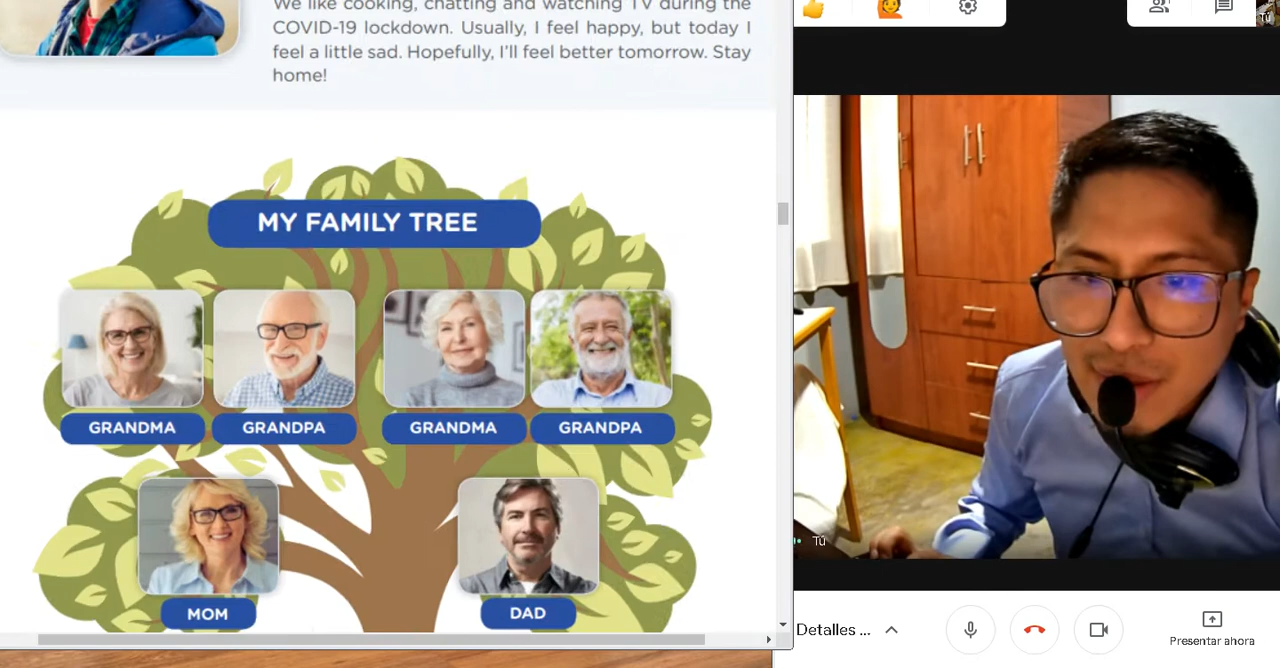 We like cooking, chatting and watching TV during the
COVID-19 lockdown. Usually, I feel happy, but today I
feel a little sad. Hopefully, I'll feel better tomorrow. Stay
home!
MY FAMILY TREE
GRANDMA
GRANDPA
GRANDMA
GRANDPA
MOM
DAD
Tú
Tú
Detalles ...
Presentar ahora